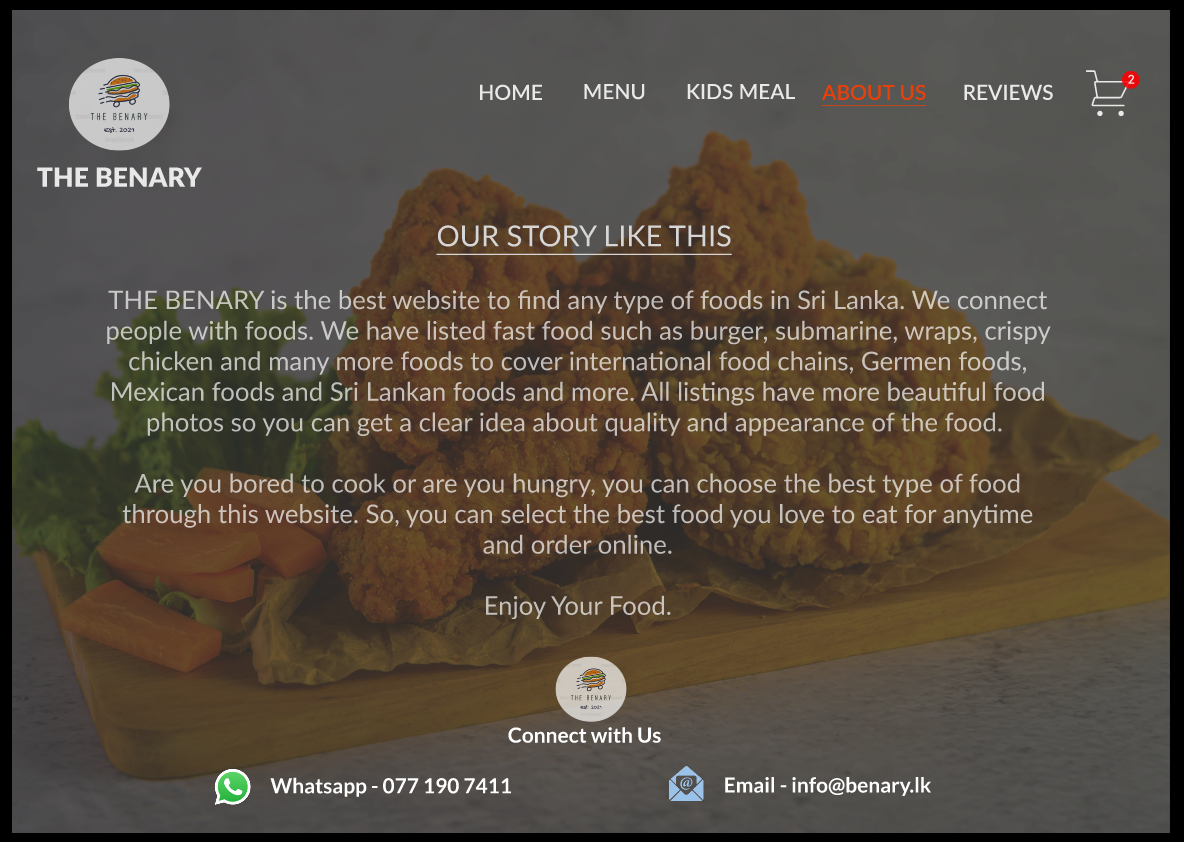 THE BENARY
est. 2021
THE BENARY
HOME MENU KIDS MEAL ABOUT US REVIEWS 2
OUR STORY LIKE THIS
THE BENARY is the best website to find any type of foods in Sri Lanka. We connect
people with foods. We have listed fast food such as burger, submarine, wraps, crispy
chicken and many more foods to cover international food chains, Germen foods,
Mexican foods and Sri Lankan foods and more. All listings have more beautiful food
photos so you can get a clear idea about quality and appearance of the food.
Are you bored to cook or are you hungry, you can choose the best type of food
through this website. So, you can select the best food you love to eat for anytime
and order online.
Enjoy Your Food.
THE BENARY
est. 2021
Connect with Us
Whatsapp - 077 190 7411 Email - info@benary.lk